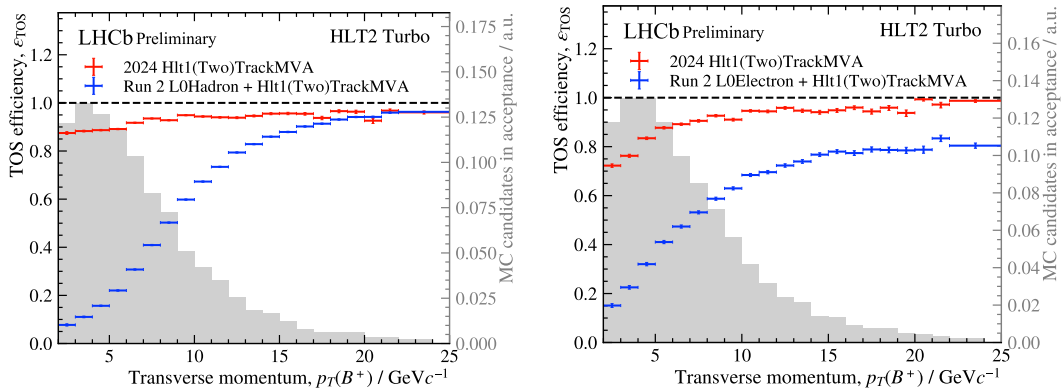 LHCb Preliminary HLT2 Turbo
2024 Hlt1(Two)TrackMVA
Run 2 L0Hadron + Hlt1(Two)TrackMVA
TOS efficiency, εTOS
1.2
1.0
0.8
0.6
0.4
0.2
0.0
5 10 15 20 25
Transverse momentum, pT(B+) / GeVc−1
0.175
0.150
0.125
0.100
0.075
0.050
0.025
0.000
MC candidates in acceptance / a.u.
LHCb Preliminary HLT2 Turbo
2024 Hlt1(Two)TrackMVA
Run 2 L0Electron + Hlt1(Two)TrackMVA
TOS efficiency, εTOS
1.2
1.0
0.8
0.6
0.4
0.2
0.0
5 10 15 20 25
Transverse momentum, pT(B+) / GeVc−1
0.16
0.14
0.12
0.10
0.08
0.06
0.04
0.02
0.00
MC candidates in acceptance / a.u.